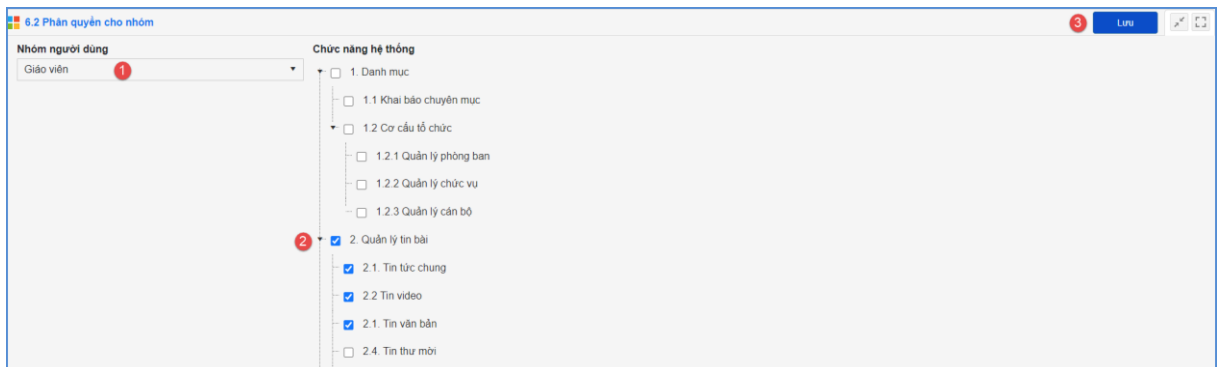 6.2 Phân quyền cho nhóm
3
Lưu
Nhóm người dùng
Chức năng hệ thống
Giáo viên
1
1. Danh mục
1.1 Khai báo chuyên mục
1.2 Cơ cấu tổ chức
1.2.1 Quản lý phòng ban
1.2.2 Quản lý chức vụ
1.2.3 Quản lý cán bộ
2
2. Quản lý tin bài
2.1. Tin tức chung
2.2 Tin video
2.1. Tin văn bản
2.4. Tin thư mời